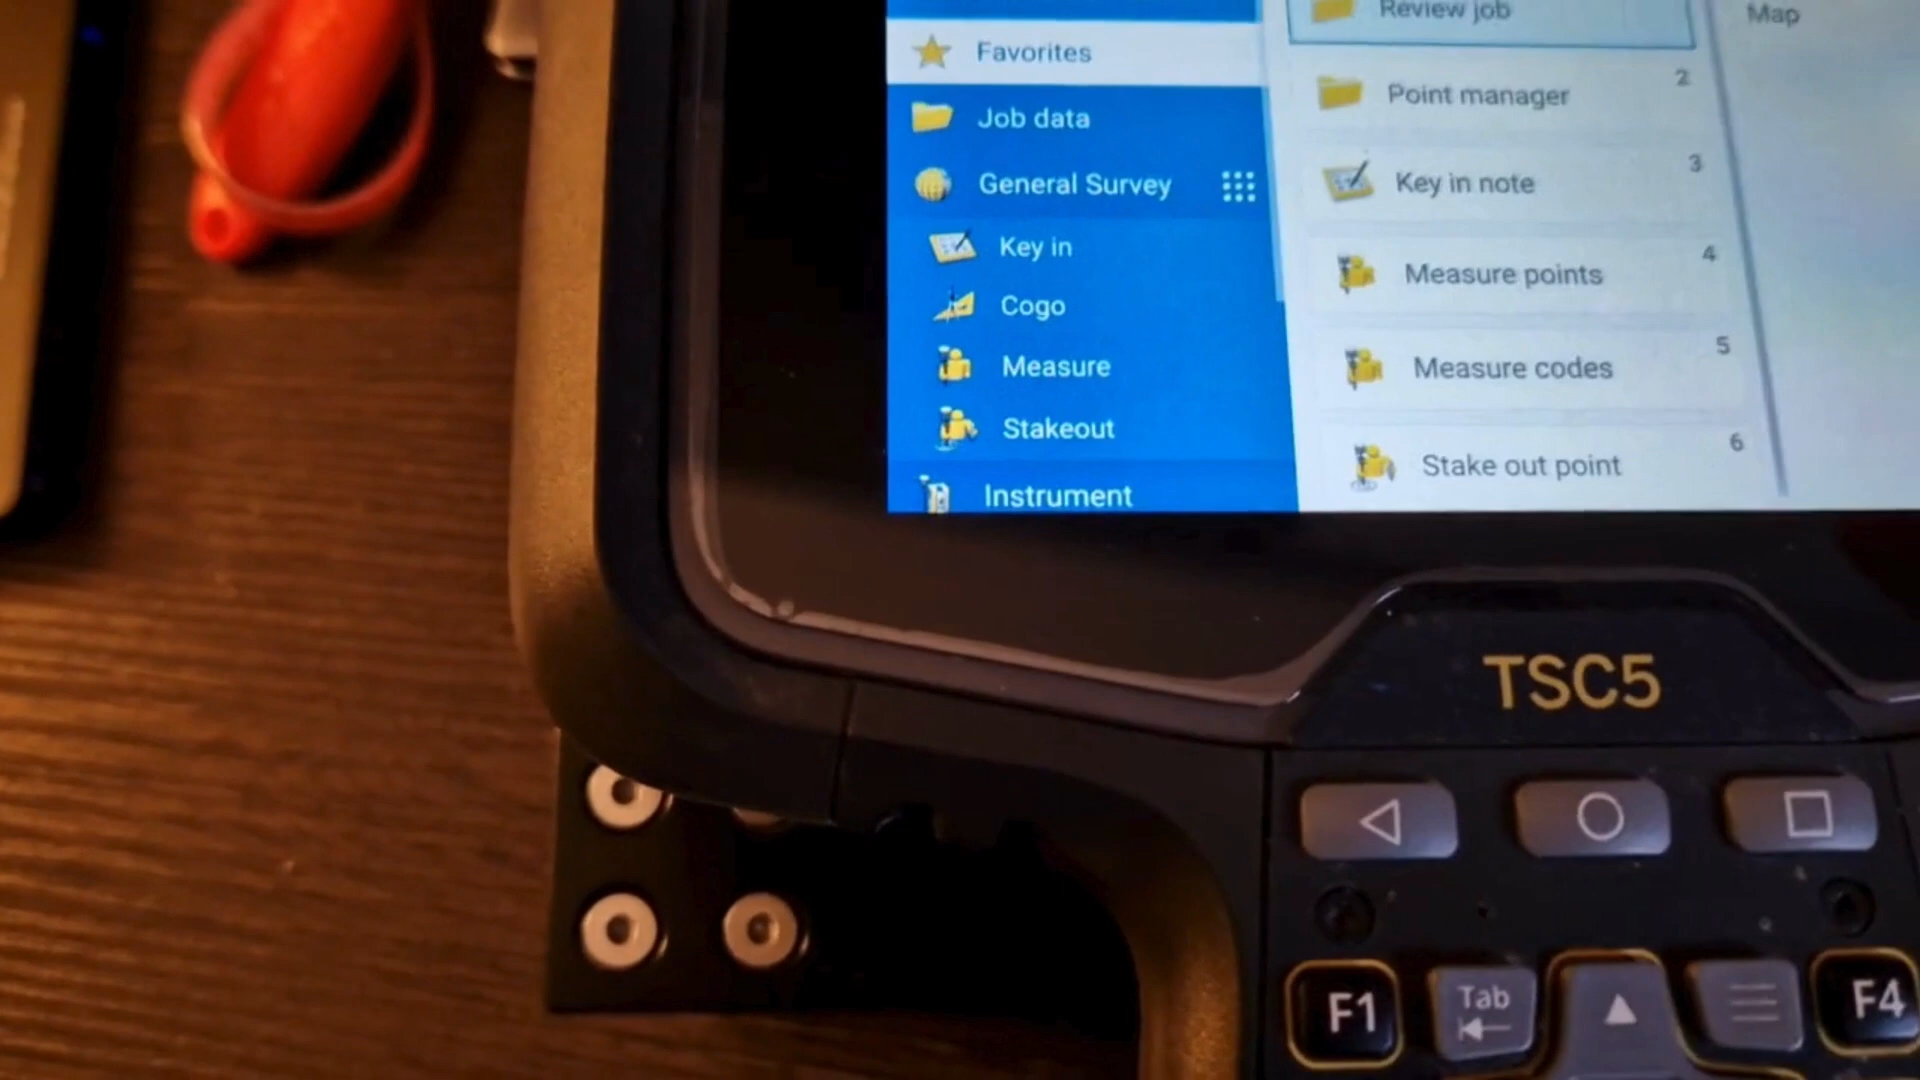 Favorites
Job data
General Survey
Key in
Cogo
Measure
Stakeout
Instrument
Review job
Point manager 2
Key in note 3
Measure points 4
Measure codes 5
Stake out point 6
Map
TSC5
F1
Tab
F4